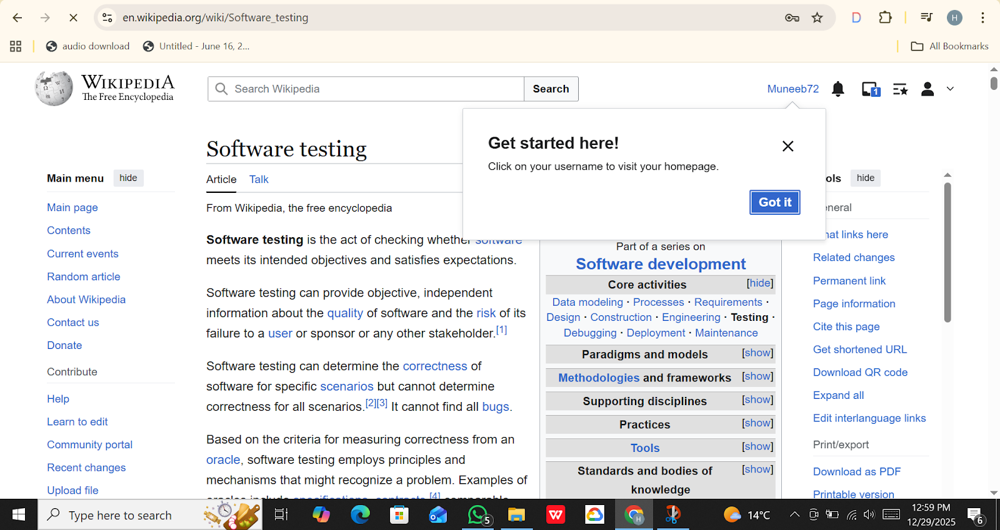 en.wikipedia.org/wiki/Software_testing
D
H
audio download
Untitled - June 16, 2...
All Bookmarks
WIKIPEDIA
The Free Encyclopedia
Search Wikipedia
Search
Muneeb72
1
Get started here!
Click on your username to visit your homepage.
Got it
Software testing
Main menu
hide
Main page
Contents
Current events
Random article
About Wikipedia
Contact us
Donate
Contribute
Help
Learn to edit
Community portal
Recent changes
Upload file
Article
Talk
From Wikipedia, the free encyclopedia
Software testing is the act of checking whether software
meets its intended objectives and satisfies expectations.
Software testing can provide objective, independent
information about the quality of software and the risk of its
failure to a user or sponsor or any other stakeholder.[1]
Software testing can determine the correctness of
software for specific scenarios but cannot determine
correctness for all scenarios.[2][3] It cannot find all bugs.
Based on the criteria for measuring correctness from an
oracle, software testing employs principles and
mechanisms that might recognize a problem. Examples of
oracles include specifications, contracts,[4] comparable
Part of a series on
Software development
Core activities [hide]
Data modeling · Processes · Requirements ·
Design · Construction · Engineering · Testing ·
Debugging · Deployment · Maintenance
Paradigms and models [show]
Methodologies and frameworks [show]
Supporting disciplines [show]
Practices [show]
Tools [show]
Standards and bodies of [show]
knowledge
ols
hide
eneral
hat links here
Related changes
Permanent link
Page information
Cite this page
Get shortened URL
Download QR code
Expand all
Edit interlanguage links
Print/export
Download as PDF
Printable version
Type here to search
5
W
H
14°C
12:59 PM
12/29/2025
6